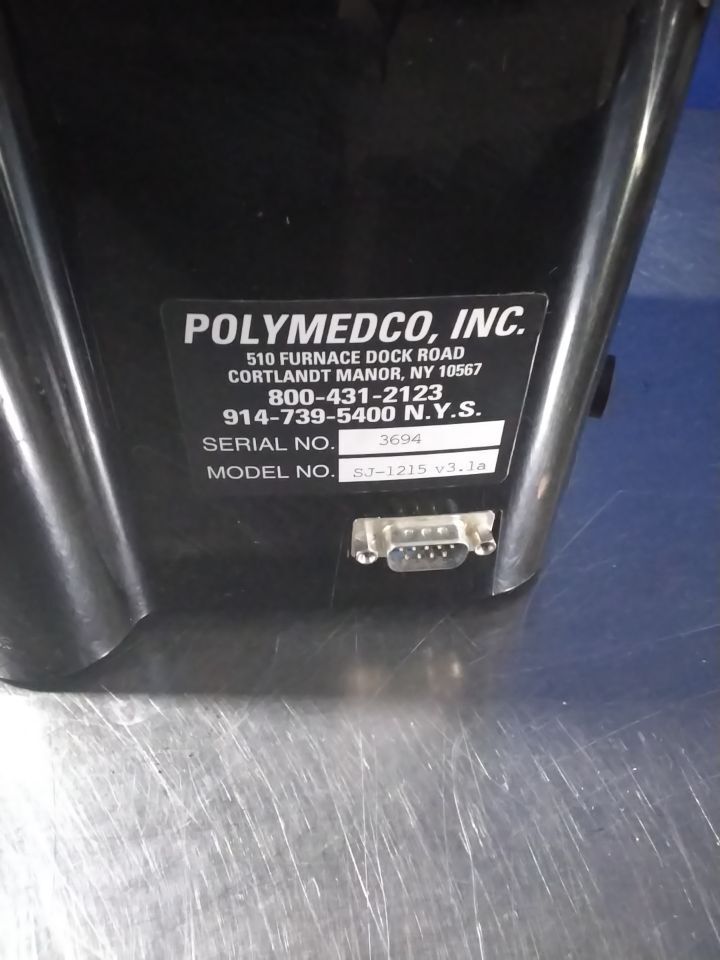 POLYMEDCO, INC.
510 FURNACE DOCK ROAD
CORTLANDT MANOR, NY 10567
800-431-2123
914-739-5400 N.Y.S.
SERIAL NO. 3694
MODEL NO. SJ-1215 v3.1a